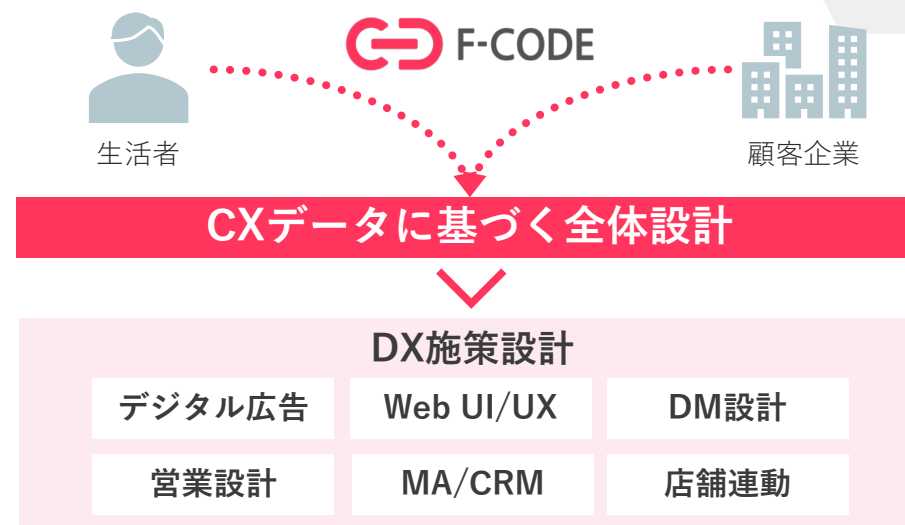 F-CODE
生活者
顧客企業
CXデータに基づく全体設計
DX施策設計
デジタル広告
Web UI/UX
DM設計
営業設計
MA/CRM
店舗連動